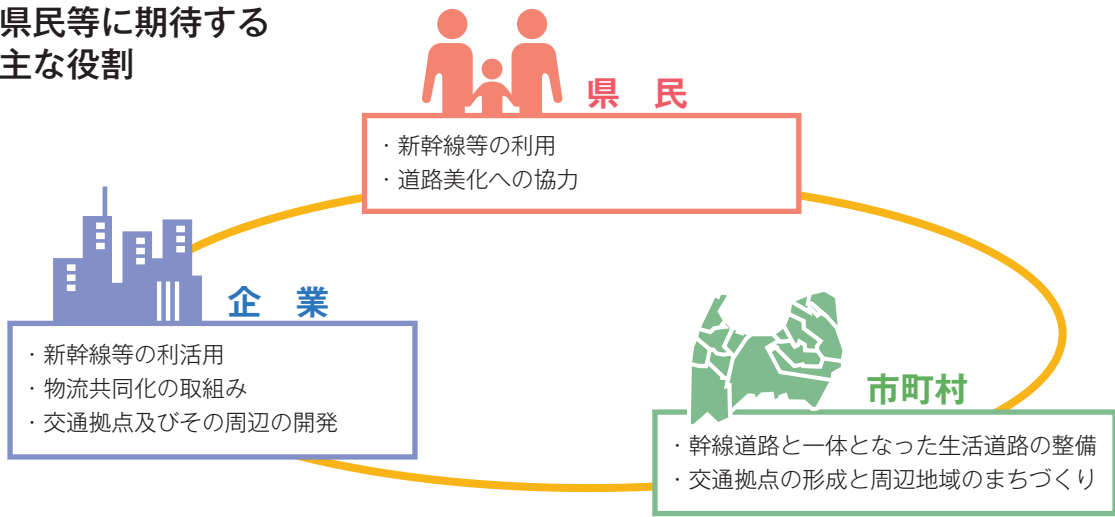 県民等に期待する
主な役割
県　民
・新幹線等の利用
・道路美化への協力
企　業
・新幹線等の利活用
・物流共同化の取組み
・交通拠点及びその周辺の開発
市町村
・幹線道路と一体となった生活道路の整備
・交通拠点の形成と周辺地域のまちづくり